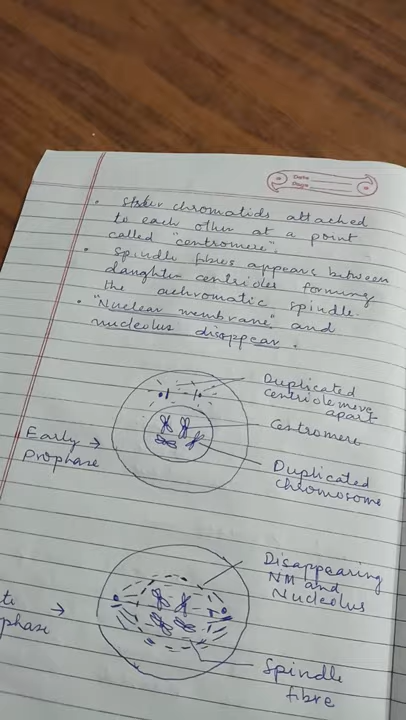 Date
Page
• Sister chromatids attached
to each other at a point
called "centromere".
• Spindle fibres appears between
daughter centrioles forming
the achromatic spindle.
• "Nuclear membrane" and
nucleolus disappear.
Duplicated
centriole move
apart
Centromere
Early →
prophase
Duplicated
chromosome
Disappearing
NM and
Nucleolus
te →
phase
Spindle
fibre